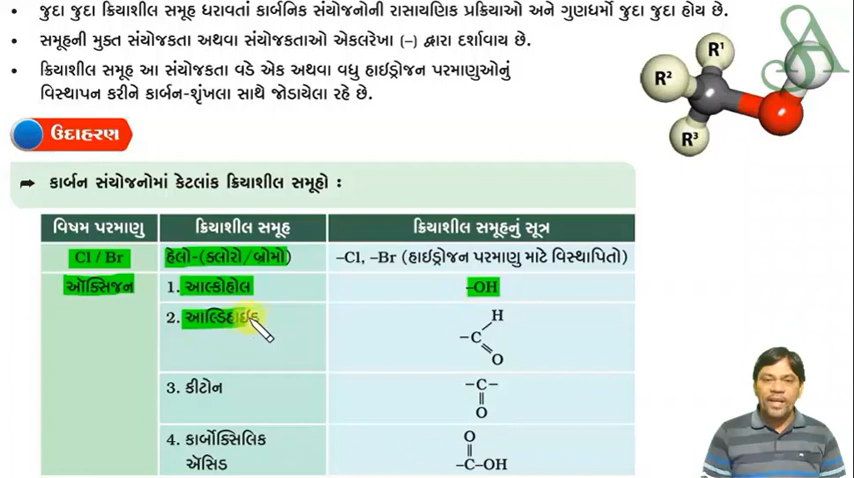 • જુદા જુદા ક્રિયાશીલ સમૂહ ધરાવતાં કાર્બનિક સંયોજનોની રાસાયણિક પ્રક્રિયાઓ અને ગુણધર્મો જુદા જુદા હોય છે.
• સમૂહની મુક્ત સંયોજકતા અથવા સંયોજકતાઓ એકલરેખા (–) દ્વારા દર્શાવાય છે.
• ક્રિયાશીલ સમૂહ આ સંયોજકતા વડે એક અથવા વધુ હાઇડ્રોજન પરમાણુઓનું
વિસ્થાપન કરીને કાર્બન-શૃંખલા સાથે જોડાયેલા રહે છે.
R¹
R²
R³
ઉદાહરણ
➡ કાર્બન સંયોજનોમાં કેટલાંક ક્રિયાશીલ સમૂહો :
વિષમ પરમાણુ ક્રિયાશીલ સમૂહ ક્રિયાશીલ સમૂહનું સૂત્ર
Cl / Br હેલો-(ક્લોરો/બ્રોમો) –Cl, –Br (હાઇડ્રોજન પરમાણુ માટે વિસ્થાપિતો)
ઑક્સિજન 1. આલ્કોહોલ –OH
2. આલ્ડિહાઇડ
H
–C
O
3. કીટોન –C–
O
4. કાર્બોક્સિલિક
ઍસિડ
O
–C–OH